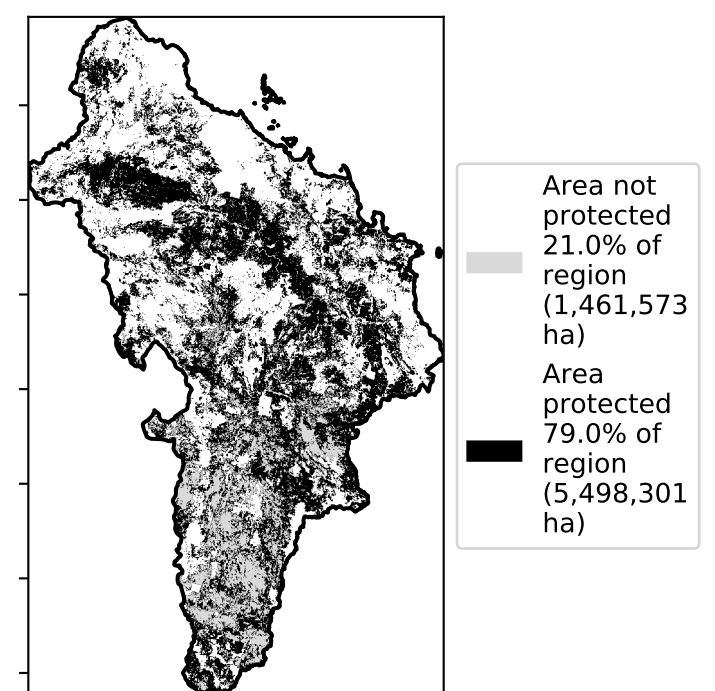 Area not
protected
21.0% of
region
(1,461,573
ha)
Area
protected
79.0% of
region
(5,498,301
ha)